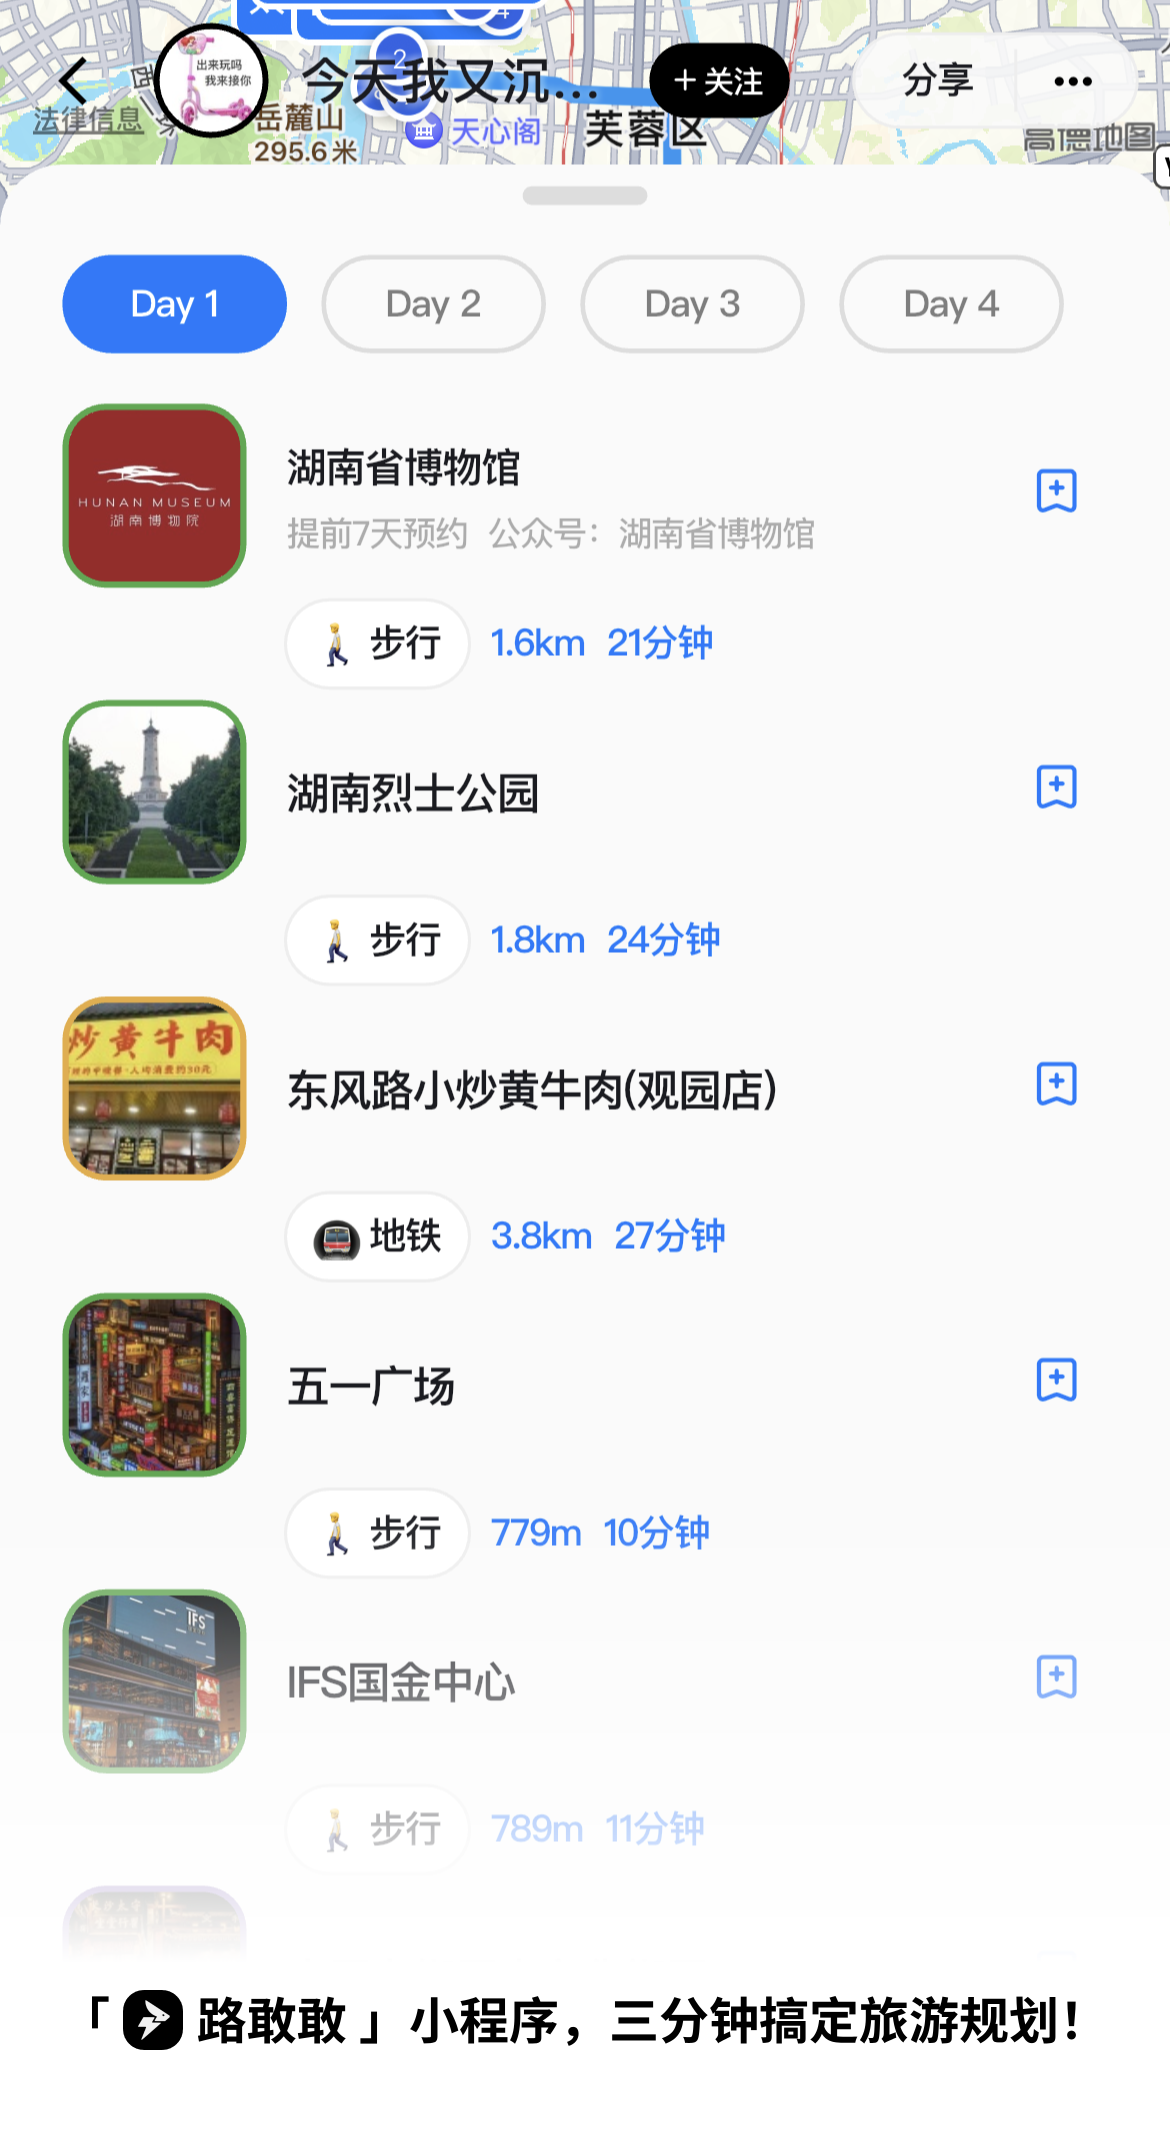 2
4
出来玩吗
我来接你
今天我又沉...
+ 关注
分享
法律信息
岳麓山
295.6米
天心阁
芙蓉区
高德地图
Day 1
Day 2
Day 3
Day 4
HUNAN MUSEUM
湖南博物院
湖南省博物馆
提前7天预约 公众号：湖南省博物馆
步行 1.6km 21分钟
湖南烈士公园
步行 1.8km 24分钟
炒黄牛肉
东风路小炒黄牛肉(观园店)
地铁 3.8km 27分钟
五一广场
步行 779m 10分钟
IFS
IFS国金中心
步行 789m 11分钟
「路敢敢」小程序，三分钟搞定旅游规划！